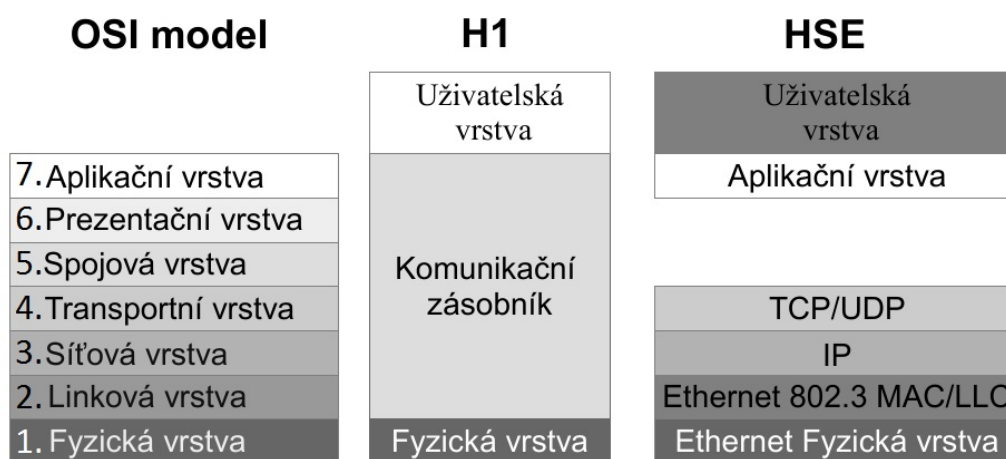 OSI model
H1
HSE
Uživatelská
vrstva
Uživatelská
vrstva
7. Aplikační vrstva
Aplikační vrstva
6. Prezentační vrstva
5. Spojová vrstva
Komunikační
zásobník
4. Transportní vrstva
TCP/UDP
3. Síťová vrstva
IP
2. Linková vrstva
Ethernet 802.3 MAC/LLC
1. Fyzická vrstva
Fyzická vrstva
Ethernet Fyzická vrstva